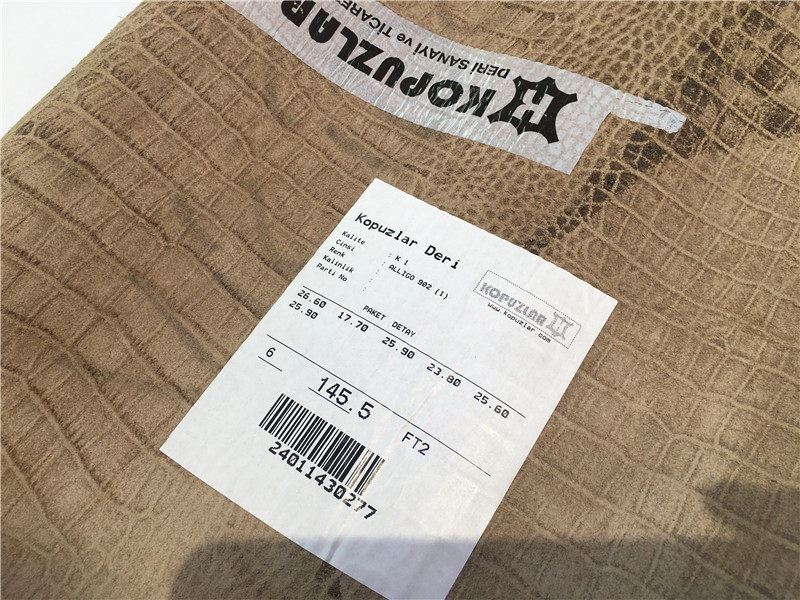 KOPUZLAR
DERİ SANAYİ ve TİCARET
Kopuzlar Deri
Kalite : K 1
Cinsi : ALLIGO 902 (1)
Renk :
Kalinlik :
Parti No :
KOPUZLAR
www.kopuzlar.com
PAKET DETAY
26.60 17.70 25.90 23.80 25.60
25.90
6 145.5 FT2
24011430277